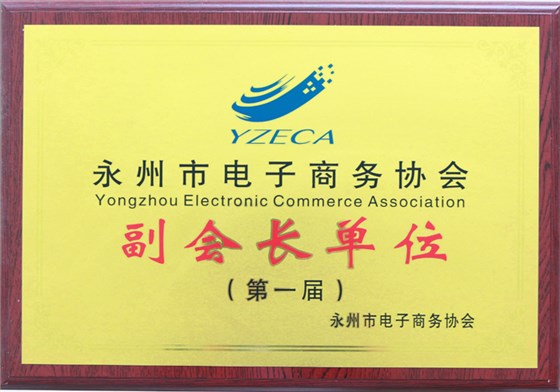 YZECA
永州市电子商务协会
Yongzhou Electronic Commerce Association
副会长单位
(第一届)
永州市电子商务协会